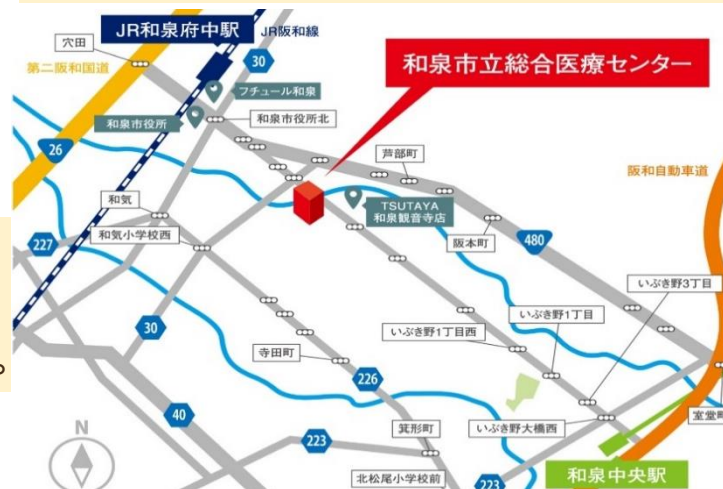 JR和泉府中駅
JR阪和線
穴田
30
第二阪和国道
フチュール和泉
和泉市立総合医療センター
和泉市役所
和泉市役所北
26
芦部町
阪和自動車道
TSUTAYA
和泉観音寺店
和気
阪本町
和気小学校西
227
480
いぶき野3丁目
いぶき野1丁目
30
いぶき野1丁目西
寺田町
226
40
箕形町
いぶき野大橋西
室堂町
N
223
北松尾小学校前
223
和泉中央駅